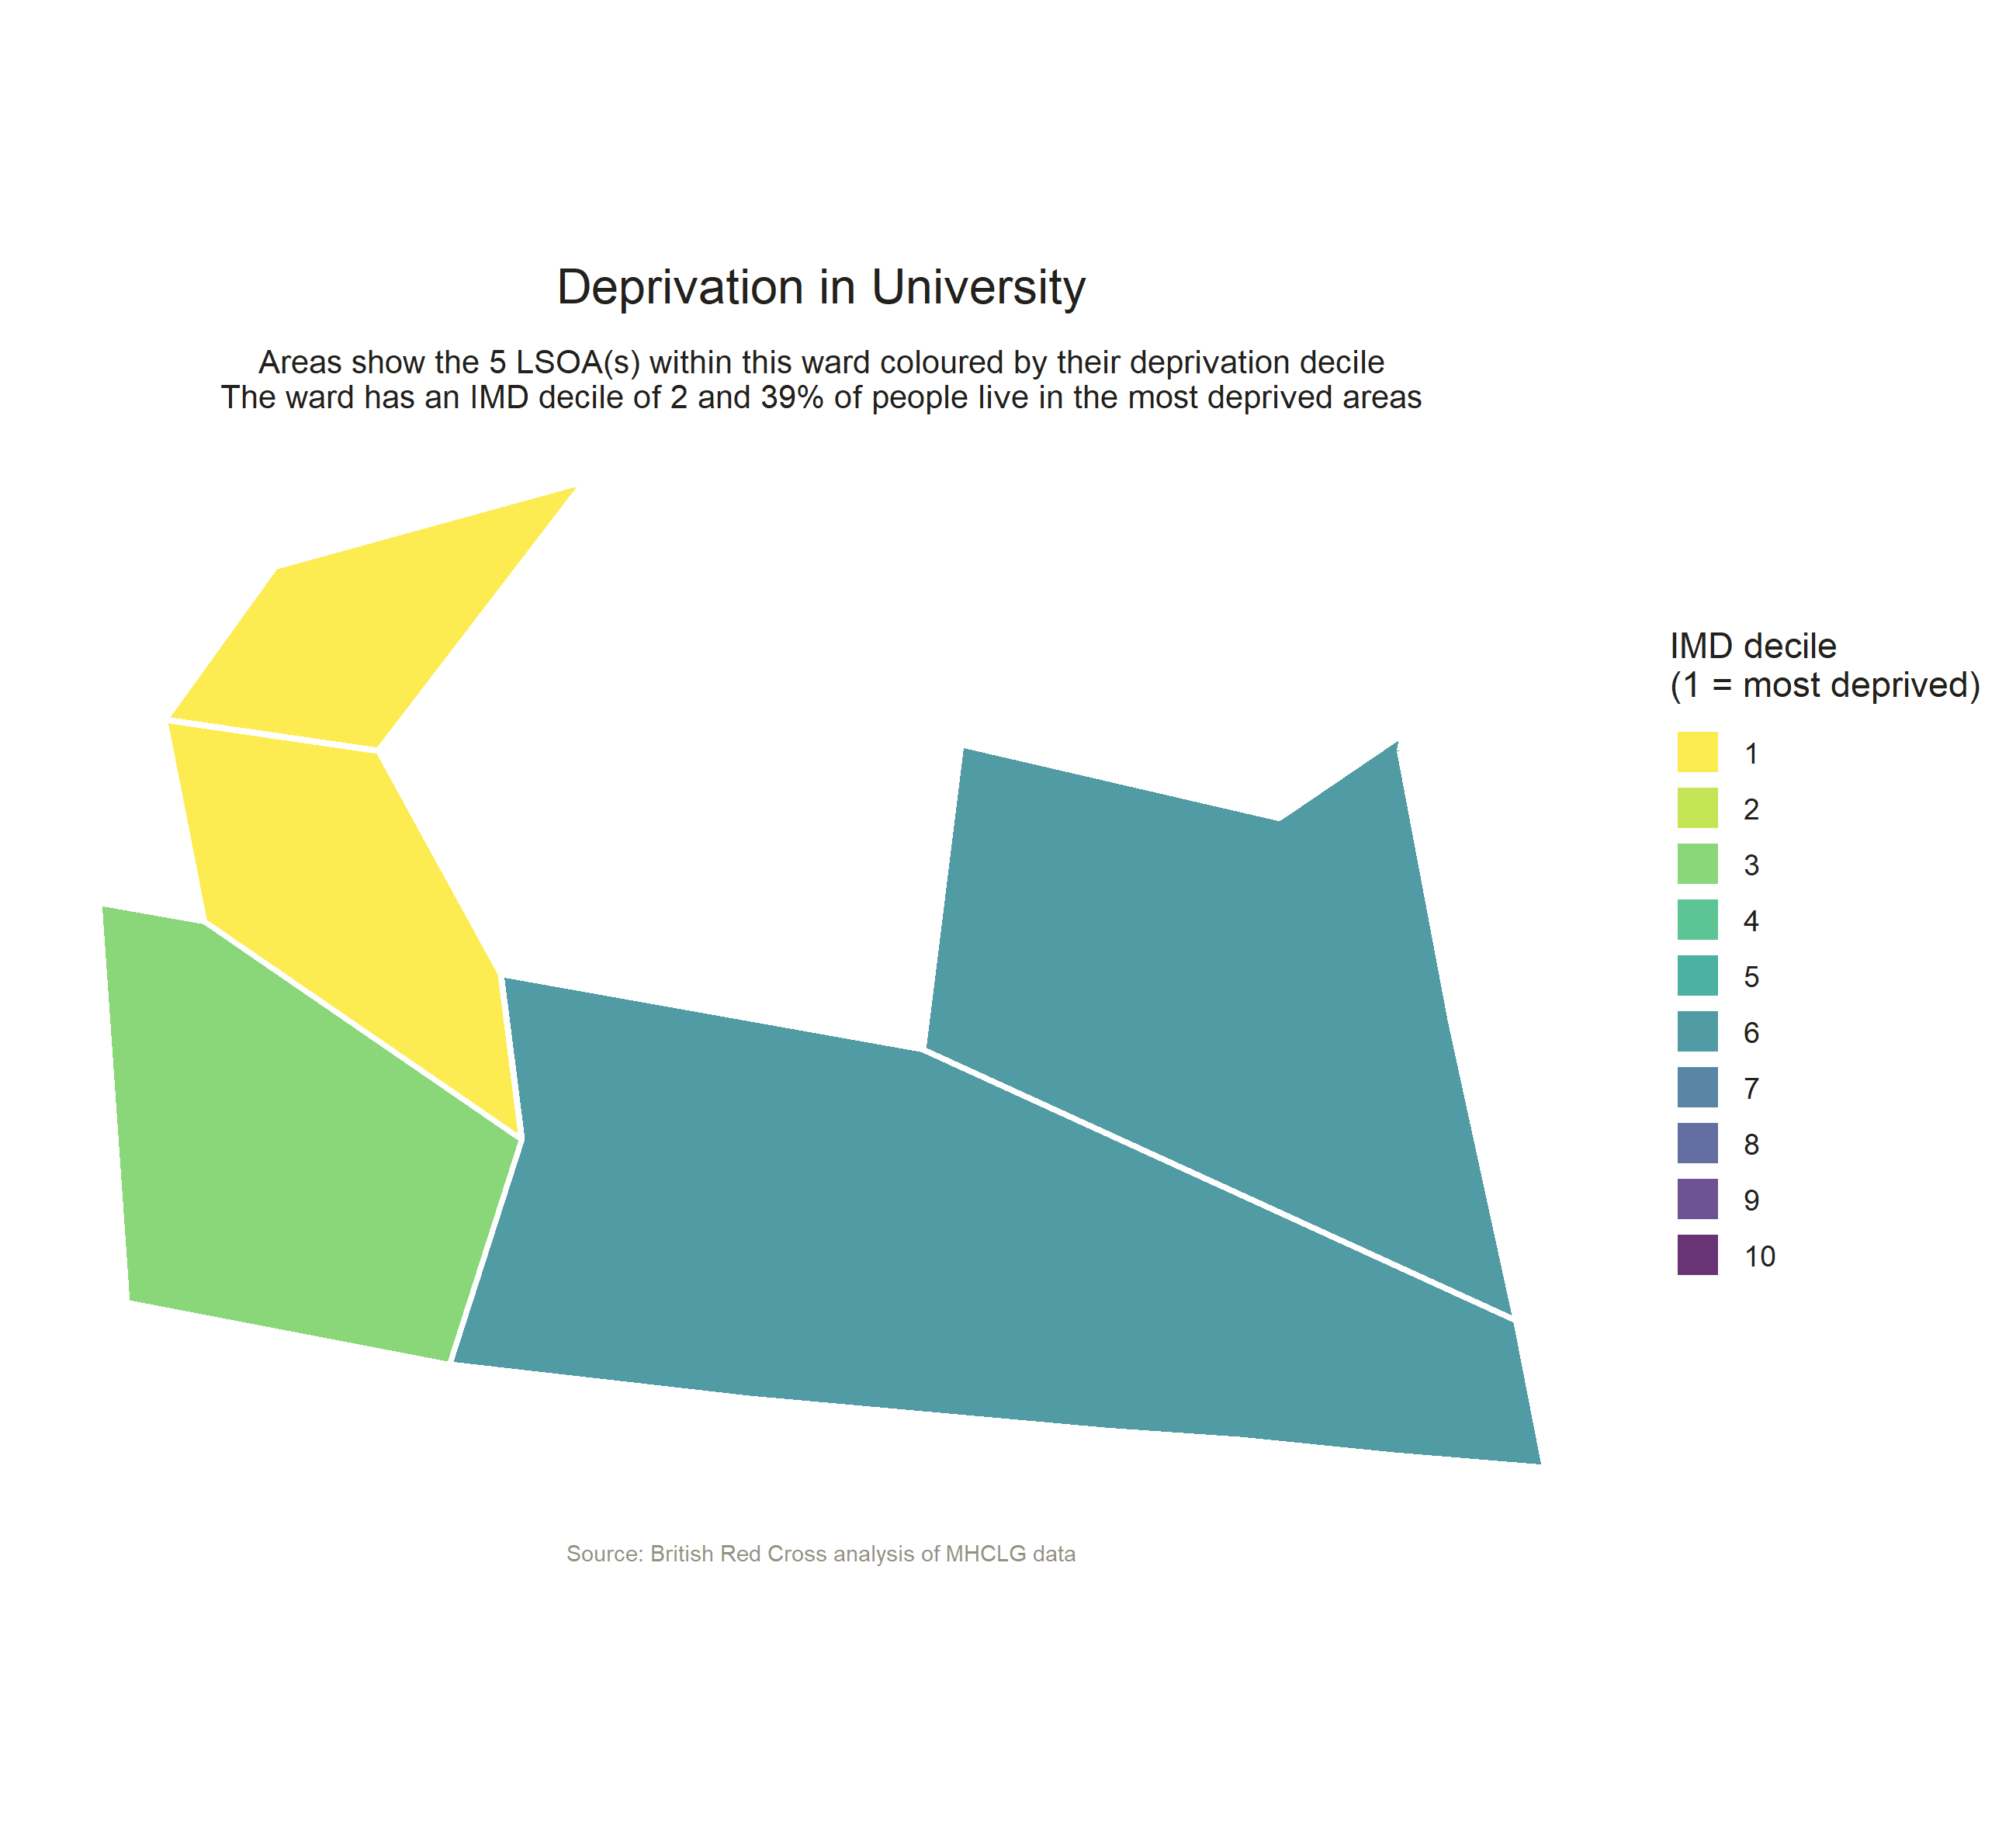 Deprivation in University
Areas show the 5 LSOA(s) within this ward coloured by their deprivation decile
The ward has an IMD decile of 2 and 39% of people live in the most deprived areas
IMD decile
(1 = most deprived)
1
2
3
4
5
6
7
8
9
10
Source: British Red Cross analysis of MHCLG data